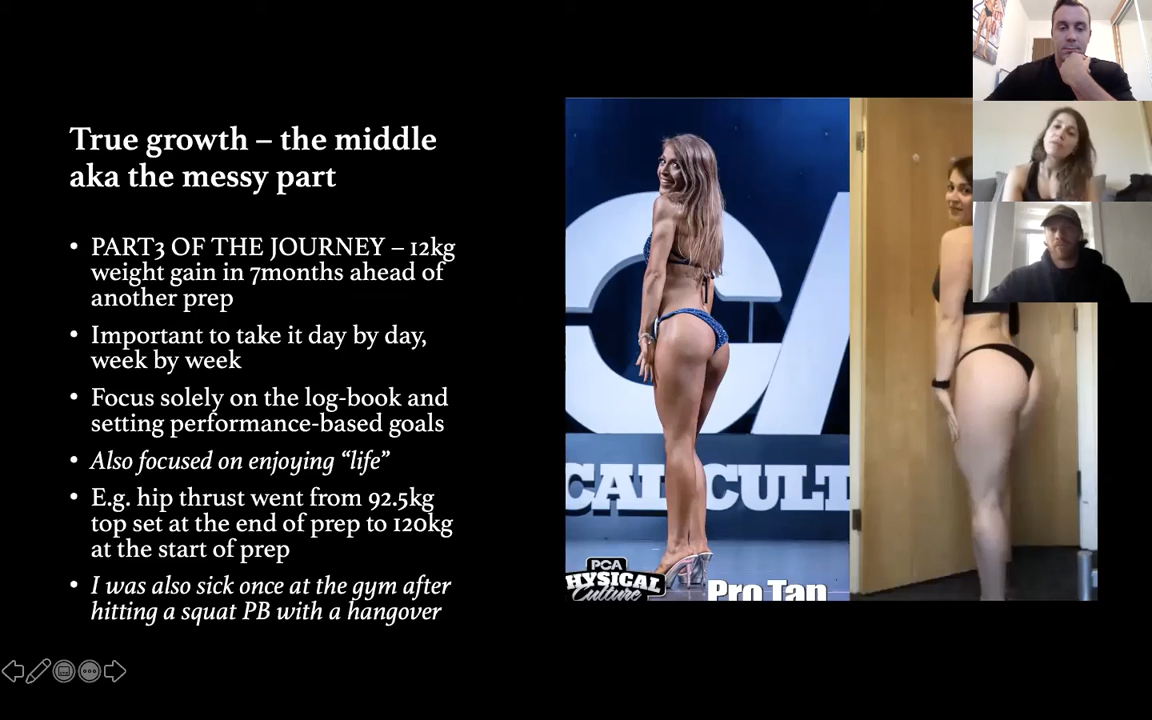 True growth – the middle
aka the messy part
• PART3 OF THE JOURNEY – 12kg
weight gain in 7months ahead of
another prep
• Important to take it day by day,
week by week
• Focus solely on the log-book and
setting performance-based goals
• Also focused on enjoying “life”
• E.g. hip thrust went from 92.5kg
top set at the end of prep to 120kg
at the start of prep
• I was also sick once at the gym after
hitting a squat PB with a hangover
CA
CAL CULT
PCA
HYSICAL
Culture
Pro Tan